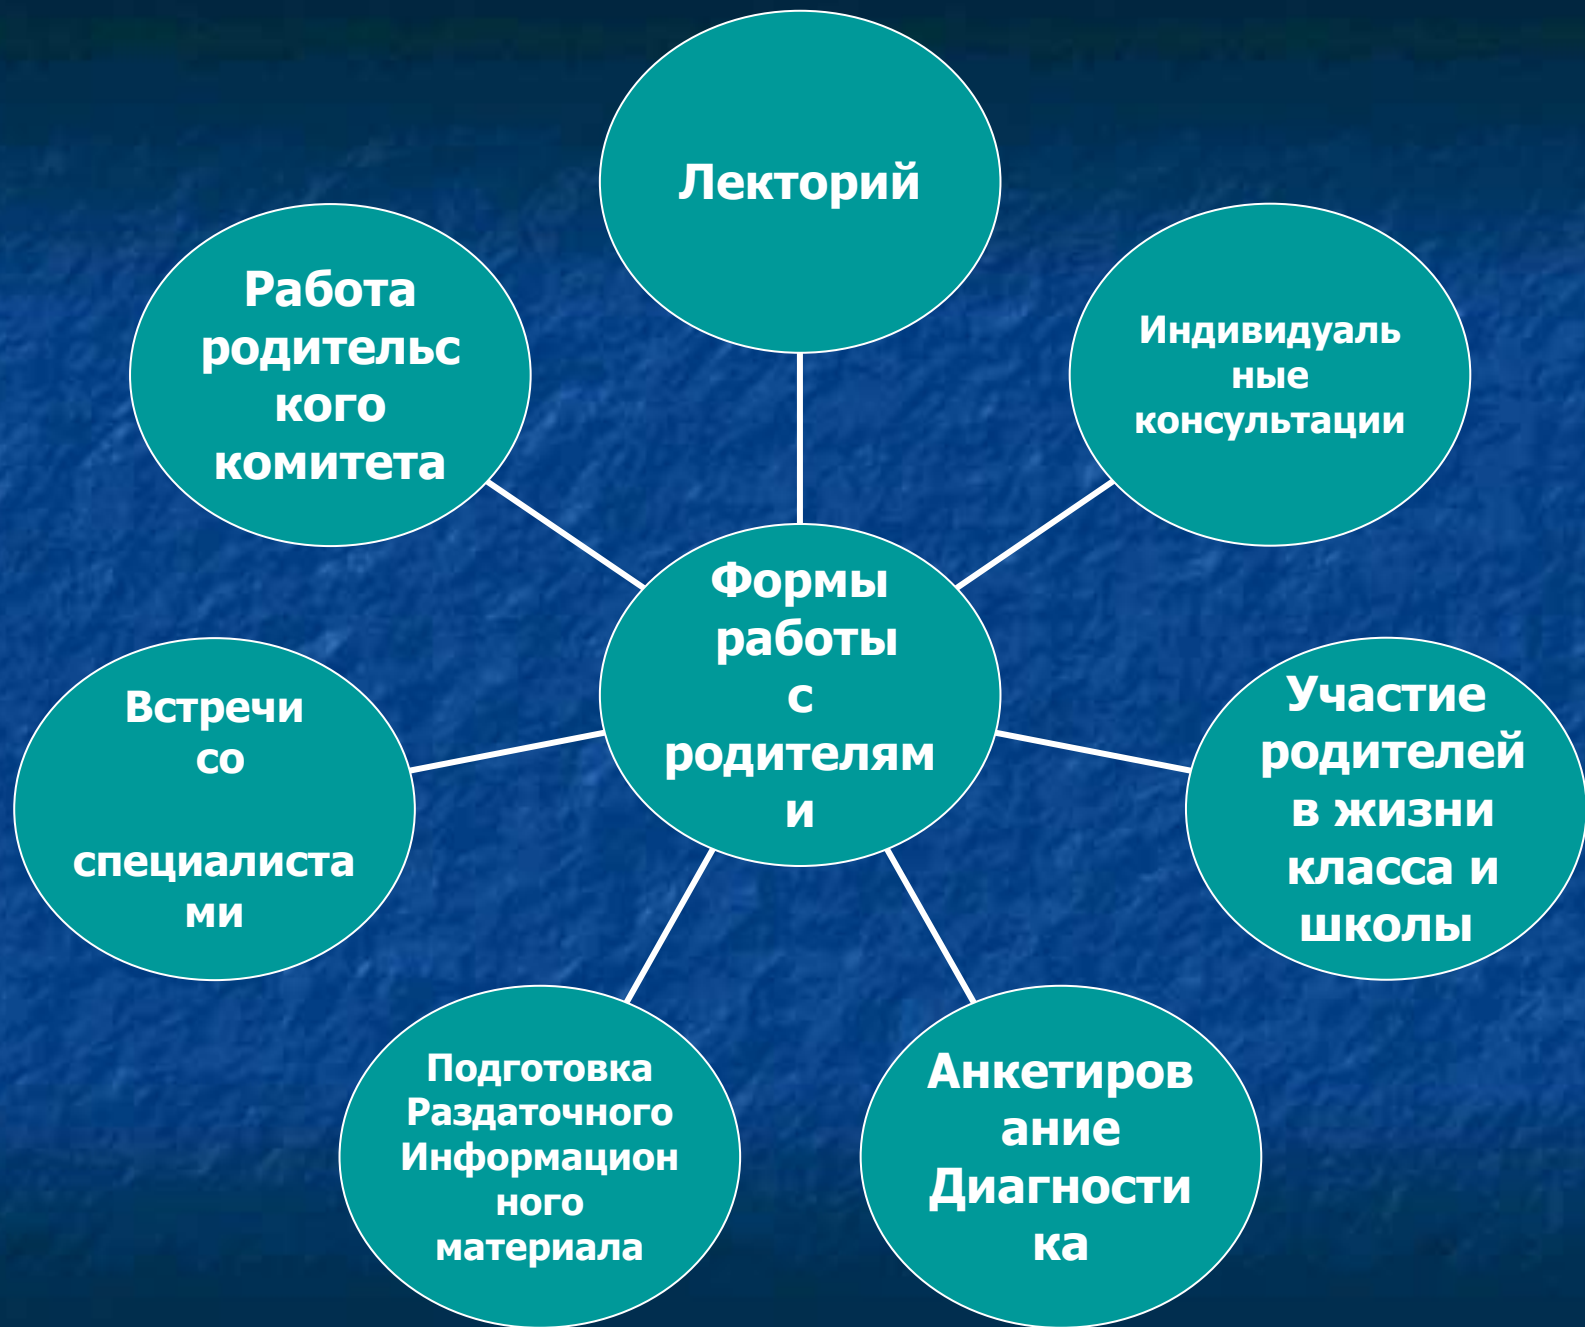 Лекторий
Работа
родительс
кого
комитета
Индивидуаль
ные
консультации
Формы
работы
с
родителям
и
Встречи
со
специалиста
ми
Участие
родителей
в жизни
класса и
школы
Подготовка
Раздаточного
Информацион
ного
материала
Анкетиров
ание
Диагности
ка